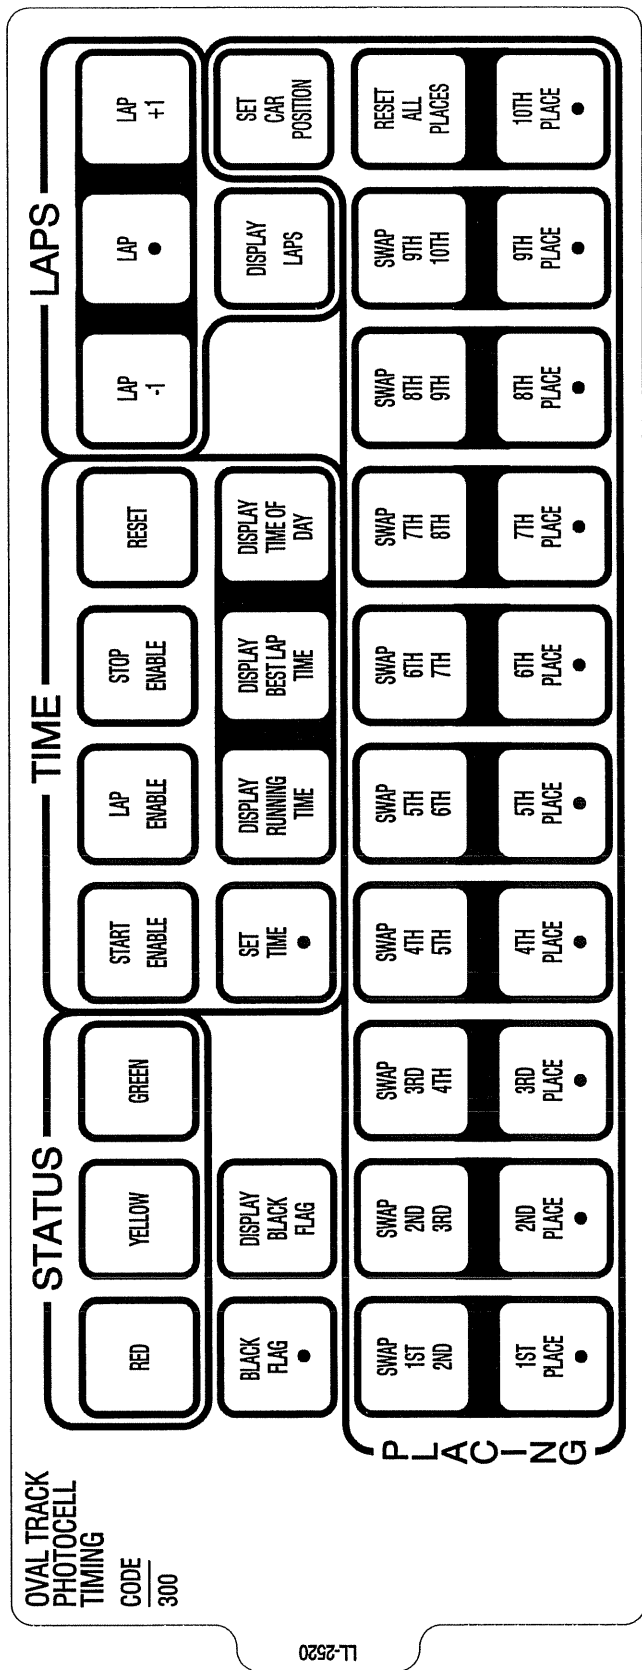 OVAL TRACK
PHOTOCELL
TIMING
CODE
300
STATUS
TIME
LAPS
RED
YELLOW
GREEN
START
ENABLE
LAP
ENABLE
STOP
ENABLE
RESET
LAP
-1
LAP
•
LAP
+1
BLACK
FLAG
•
DISPLAY
BLACK
FLAG
SET
TIME
•
DISPLAY
RUNNING
TIME
DISPLAY
BEST LAP
TIME
DISPLAY
TIME OF
DAY
DISPLAY
LAPS
SET
CAR
POSITION
PLACING
SWAP
1ST
2ND
SWAP
2ND
3RD
SWAP
3RD
4TH
SWAP
4TH
5TH
SWAP
5TH
6TH
SWAP
6TH
7TH
SWAP
7TH
8TH
SWAP
8TH
9TH
SWAP
9TH
10TH
RESET
ALL
PLACES
1ST
PLACE
•
2ND
PLACE
•
3RD
PLACE
•
4TH
PLACE
•
5TH
PLACE
•
6TH
PLACE
•
7TH
PLACE
•
8TH
PLACE
•
9TH
PLACE
•
10TH
PLACE
•
LL-2520